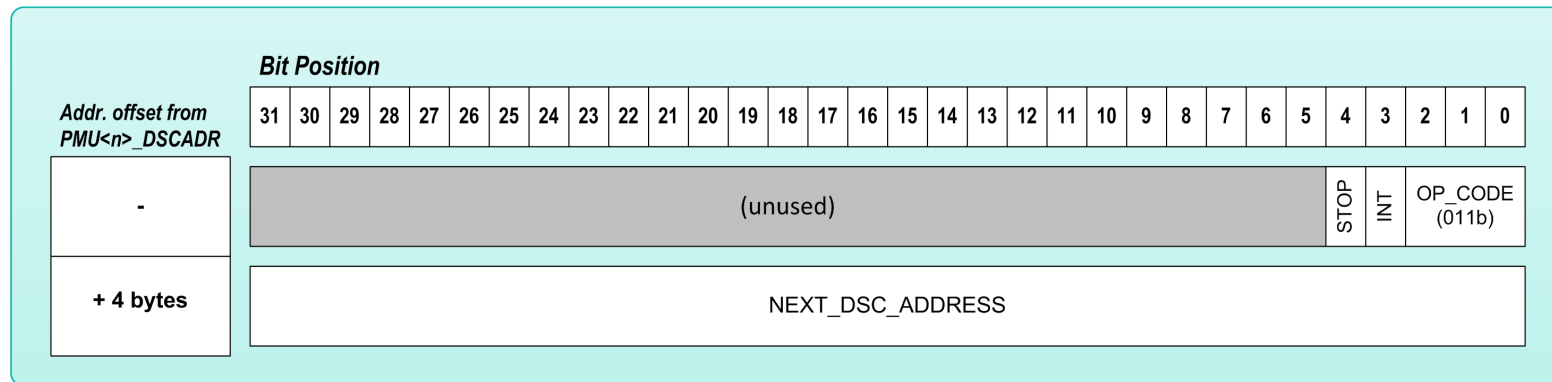 Bit Position
Addr. offset from
PMU<n>_DSCADR
31 30 29 28 27 26 25 24 23 22 21 20 19 18 17 16 15 14 13 12 11 10 9 8 7 6 5 4 3 2 1 0
-
(unused)
STOP
INT
OP_CODE
(011b)
+ 4 bytes
NEXT_DSC_ADDRESS